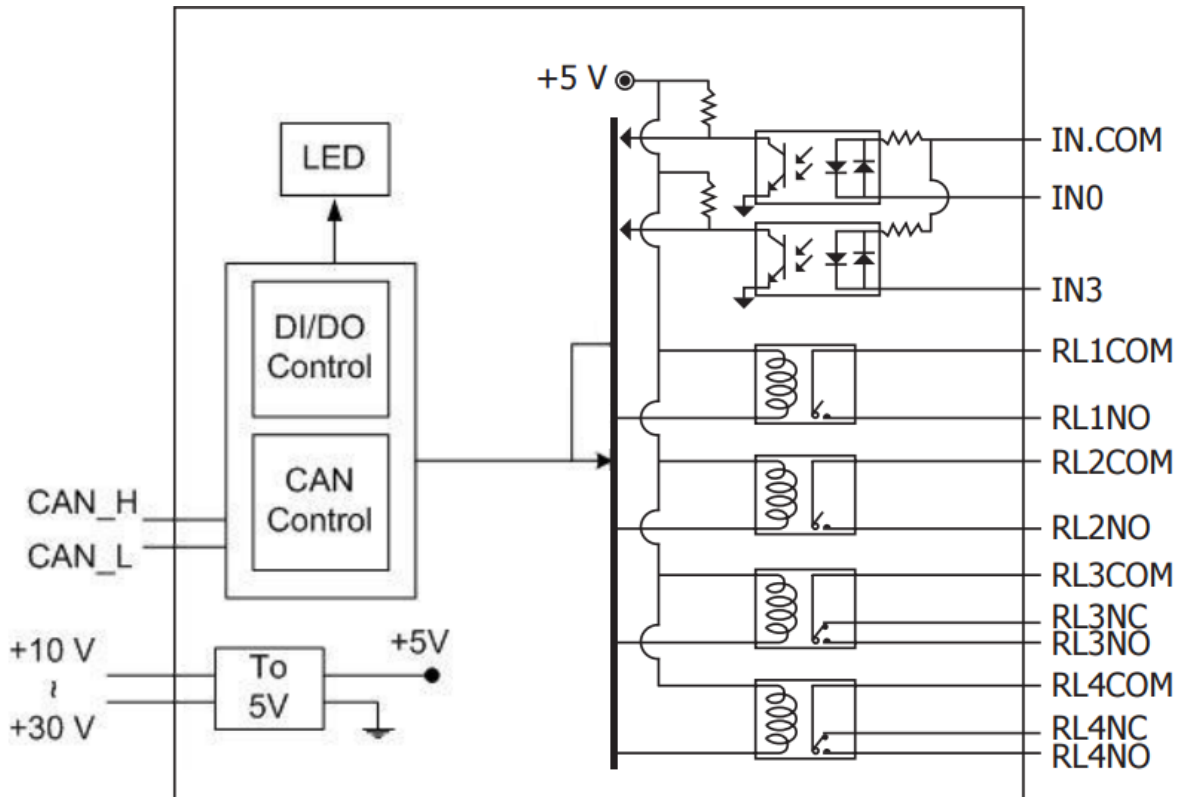 +5 V
IN.COM
LED
IN0
IN3
DI/DO
Control
RL1COM
RL1NO
CAN
Control
RL2COM
CAN_H
RL2NO
CAN_L
RL3COM
RL3NC
RL3NO
+10 V
~
+30 V
To
5V
+5V
RL4COM
RL4NC
RL4NO